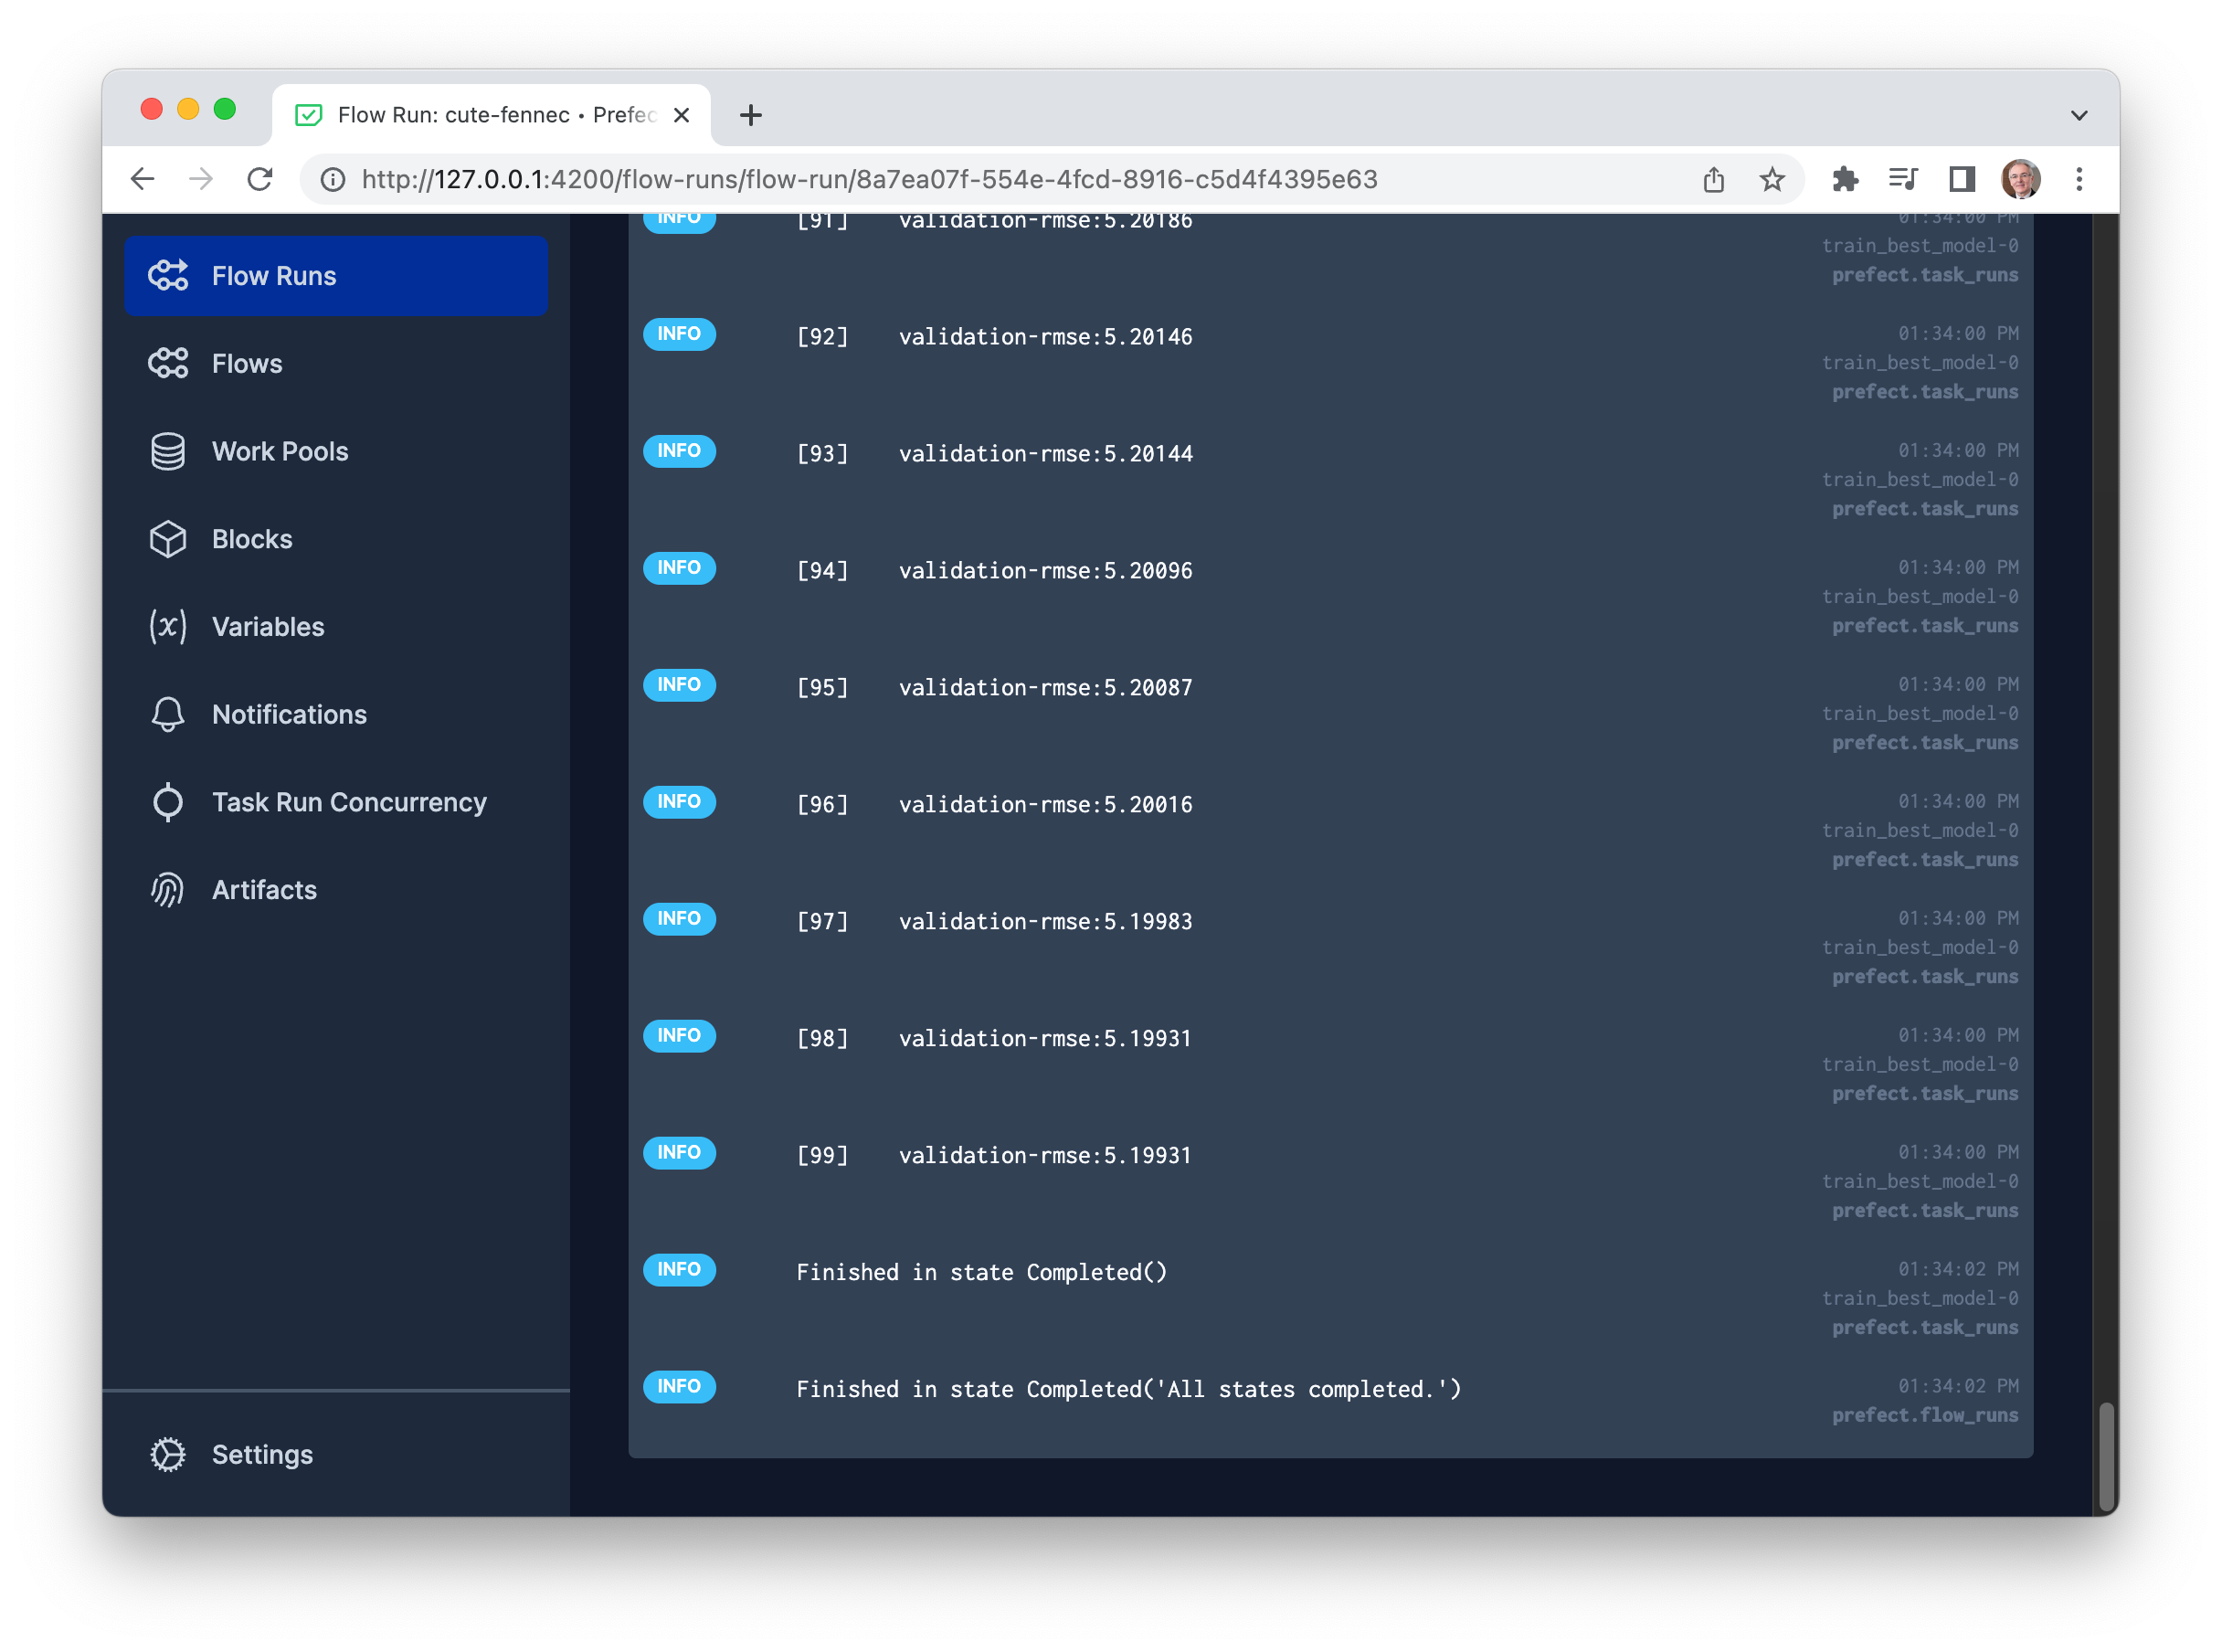 Flow Run: cute-fennec • Prefec
http://127.0.0.1:4200/flow-runs/flow-run/8a7ea07f-554e-4fcd-8916-c5d4f4395e63
Flow Runs
Flows
Work Pools
Blocks
Variables
Notifications
Task Run Concurrency
Artifacts
Settings
INFO [91] validation-rmse:5.20186 01:34:00 PM
train_best_model-0
prefect.task_runs
INFO [92] validation-rmse:5.20146 01:34:00 PM
train_best_model-0
prefect.task_runs
INFO [93] validation-rmse:5.20144 01:34:00 PM
train_best_model-0
prefect.task_runs
INFO [94] validation-rmse:5.20096 01:34:00 PM
train_best_model-0
prefect.task_runs
INFO [95] validation-rmse:5.20087 01:34:00 PM
train_best_model-0
prefect.task_runs
INFO [96] validation-rmse:5.20016 01:34:00 PM
train_best_model-0
prefect.task_runs
INFO [97] validation-rmse:5.19983 01:34:00 PM
train_best_model-0
prefect.task_runs
INFO [98] validation-rmse:5.19931 01:34:00 PM
train_best_model-0
prefect.task_runs
INFO [99] validation-rmse:5.19931 01:34:00 PM
train_best_model-0
prefect.task_runs
INFO Finished in state Completed() 01:34:02 PM
train_best_model-0
prefect.task_runs
INFO Finished in state Completed('All states completed.') 01:34:02 PM
prefect.flow_runs